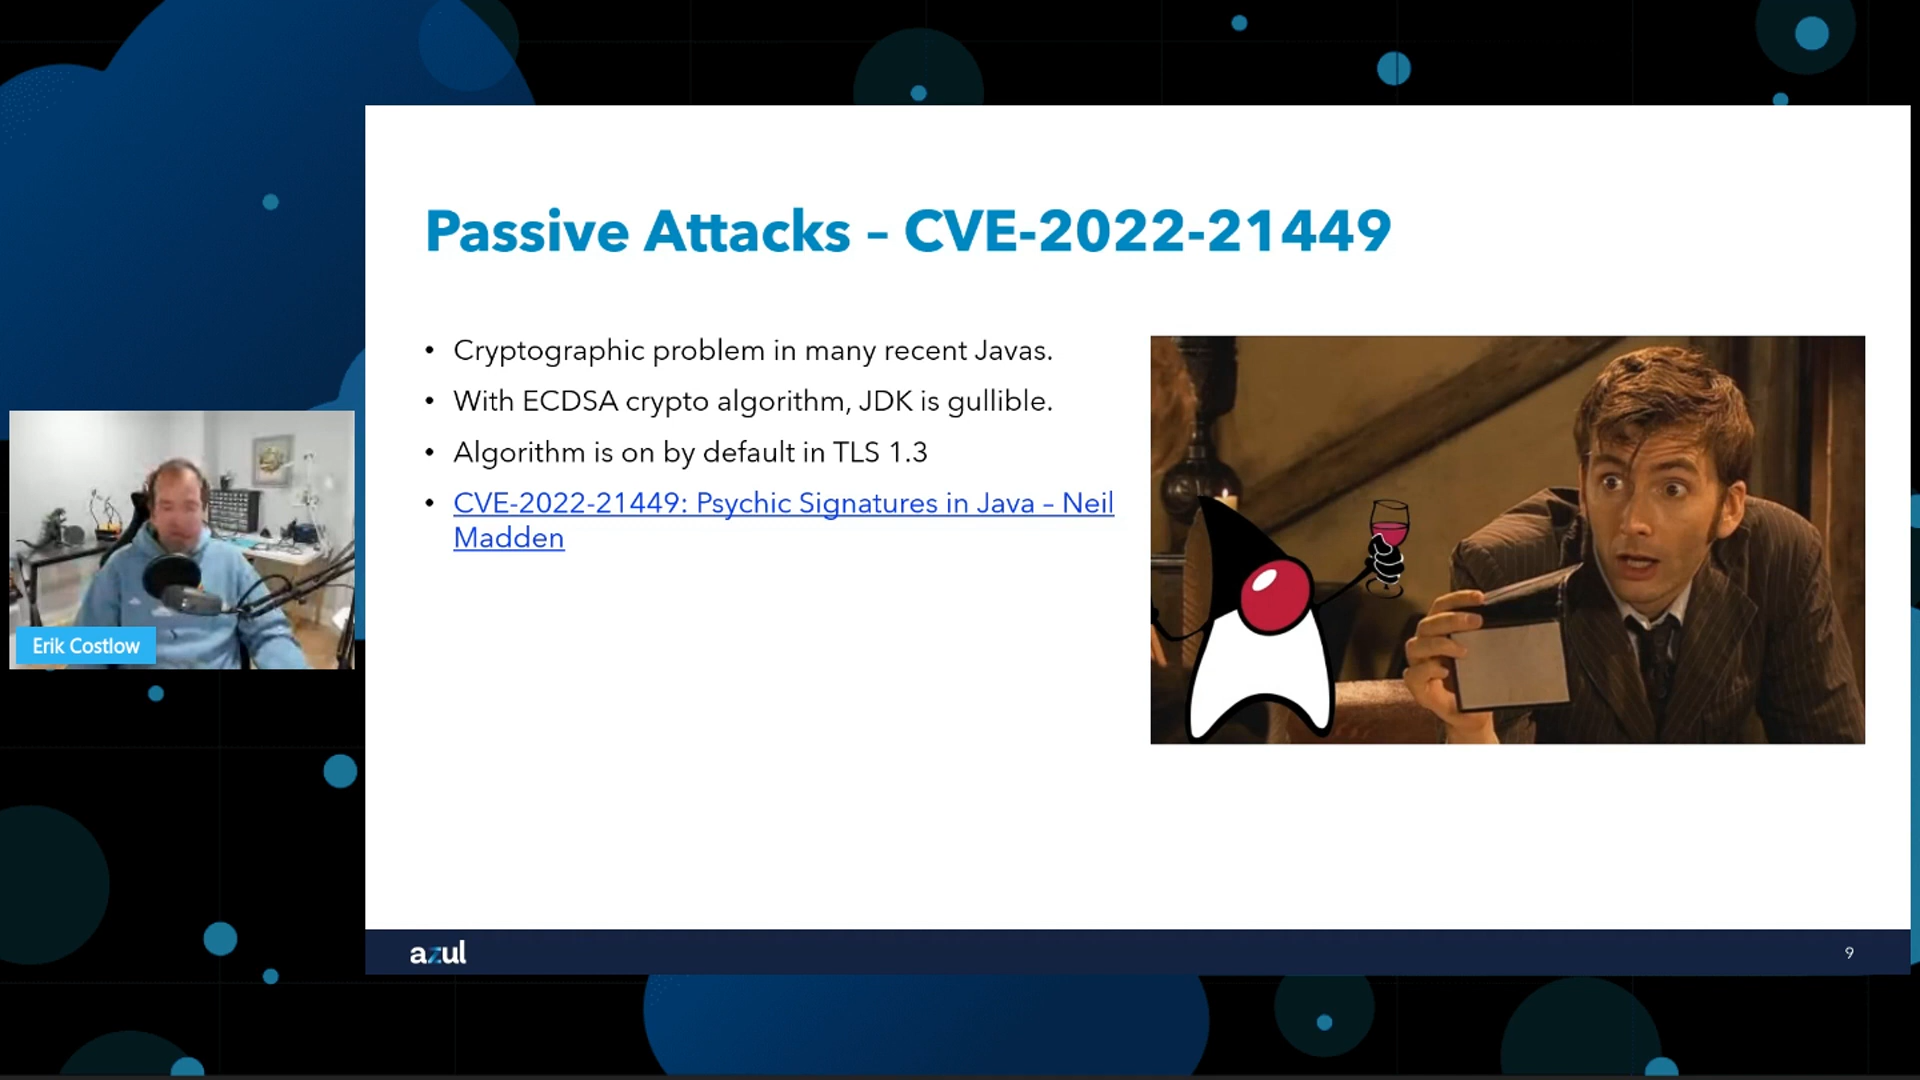 Passive Attacks – CVE-2022-21449
• Cryptographic problem in many recent Javas.
• With ECDSA crypto algorithm, JDK is gullible.
• Algorithm is on by default in TLS 1.3
• CVE-2022-21449: Psychic Signatures in Java – Neil
Madden
Erik Costlow
azul
9